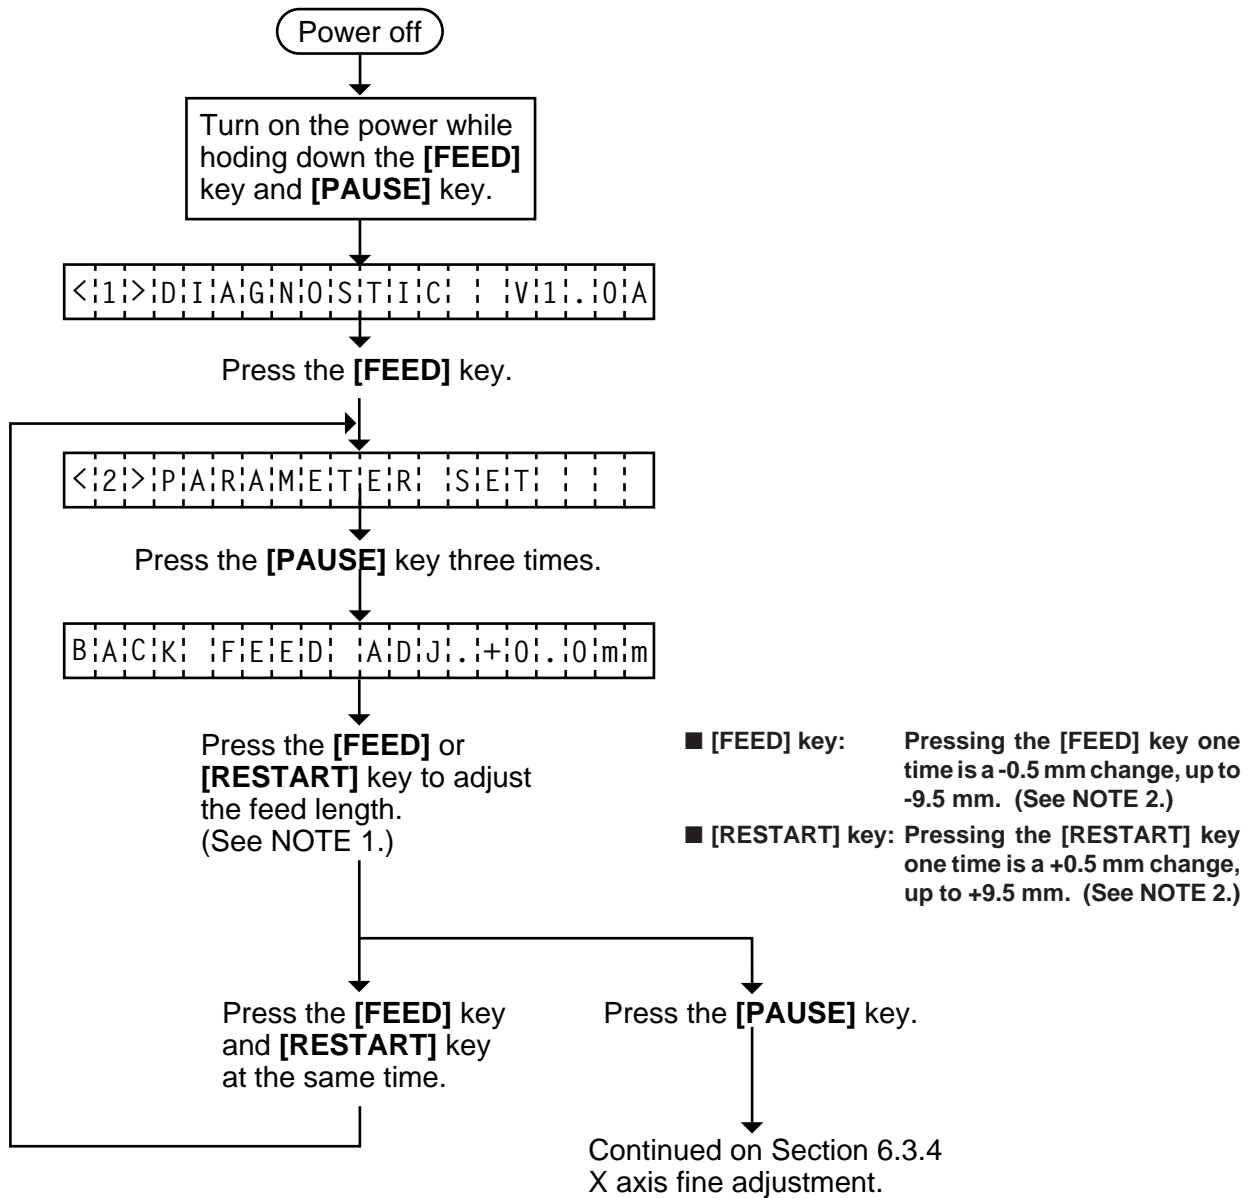 Power off
Turn on the power while
hoding down the [FEED]
key and [PAUSE] key.
<1>DIAGNOSTIC  V1.0A
Press the [FEED] key.
<2>PARAMETER SET
Press the [PAUSE] key three times.
BACK FEED ADJ.+0.0mm
Press the [FEED] or
[RESTART] key to adjust
the feed length.
(See NOTE 1.)
■ [FEED] key: Pressing the [FEED] key one
time is a -0.5 mm change, up to
-9.5 mm. (See NOTE 2.)
■ [RESTART] key: Pressing the [RESTART] key
one time is a +0.5 mm change,
up to +9.5 mm. (See NOTE 2.)
Press the [FEED] key
and [RESTART] key
at the same time.
Press the [PAUSE] key.
Continued on Section 6.3.4
X axis fine adjustment.